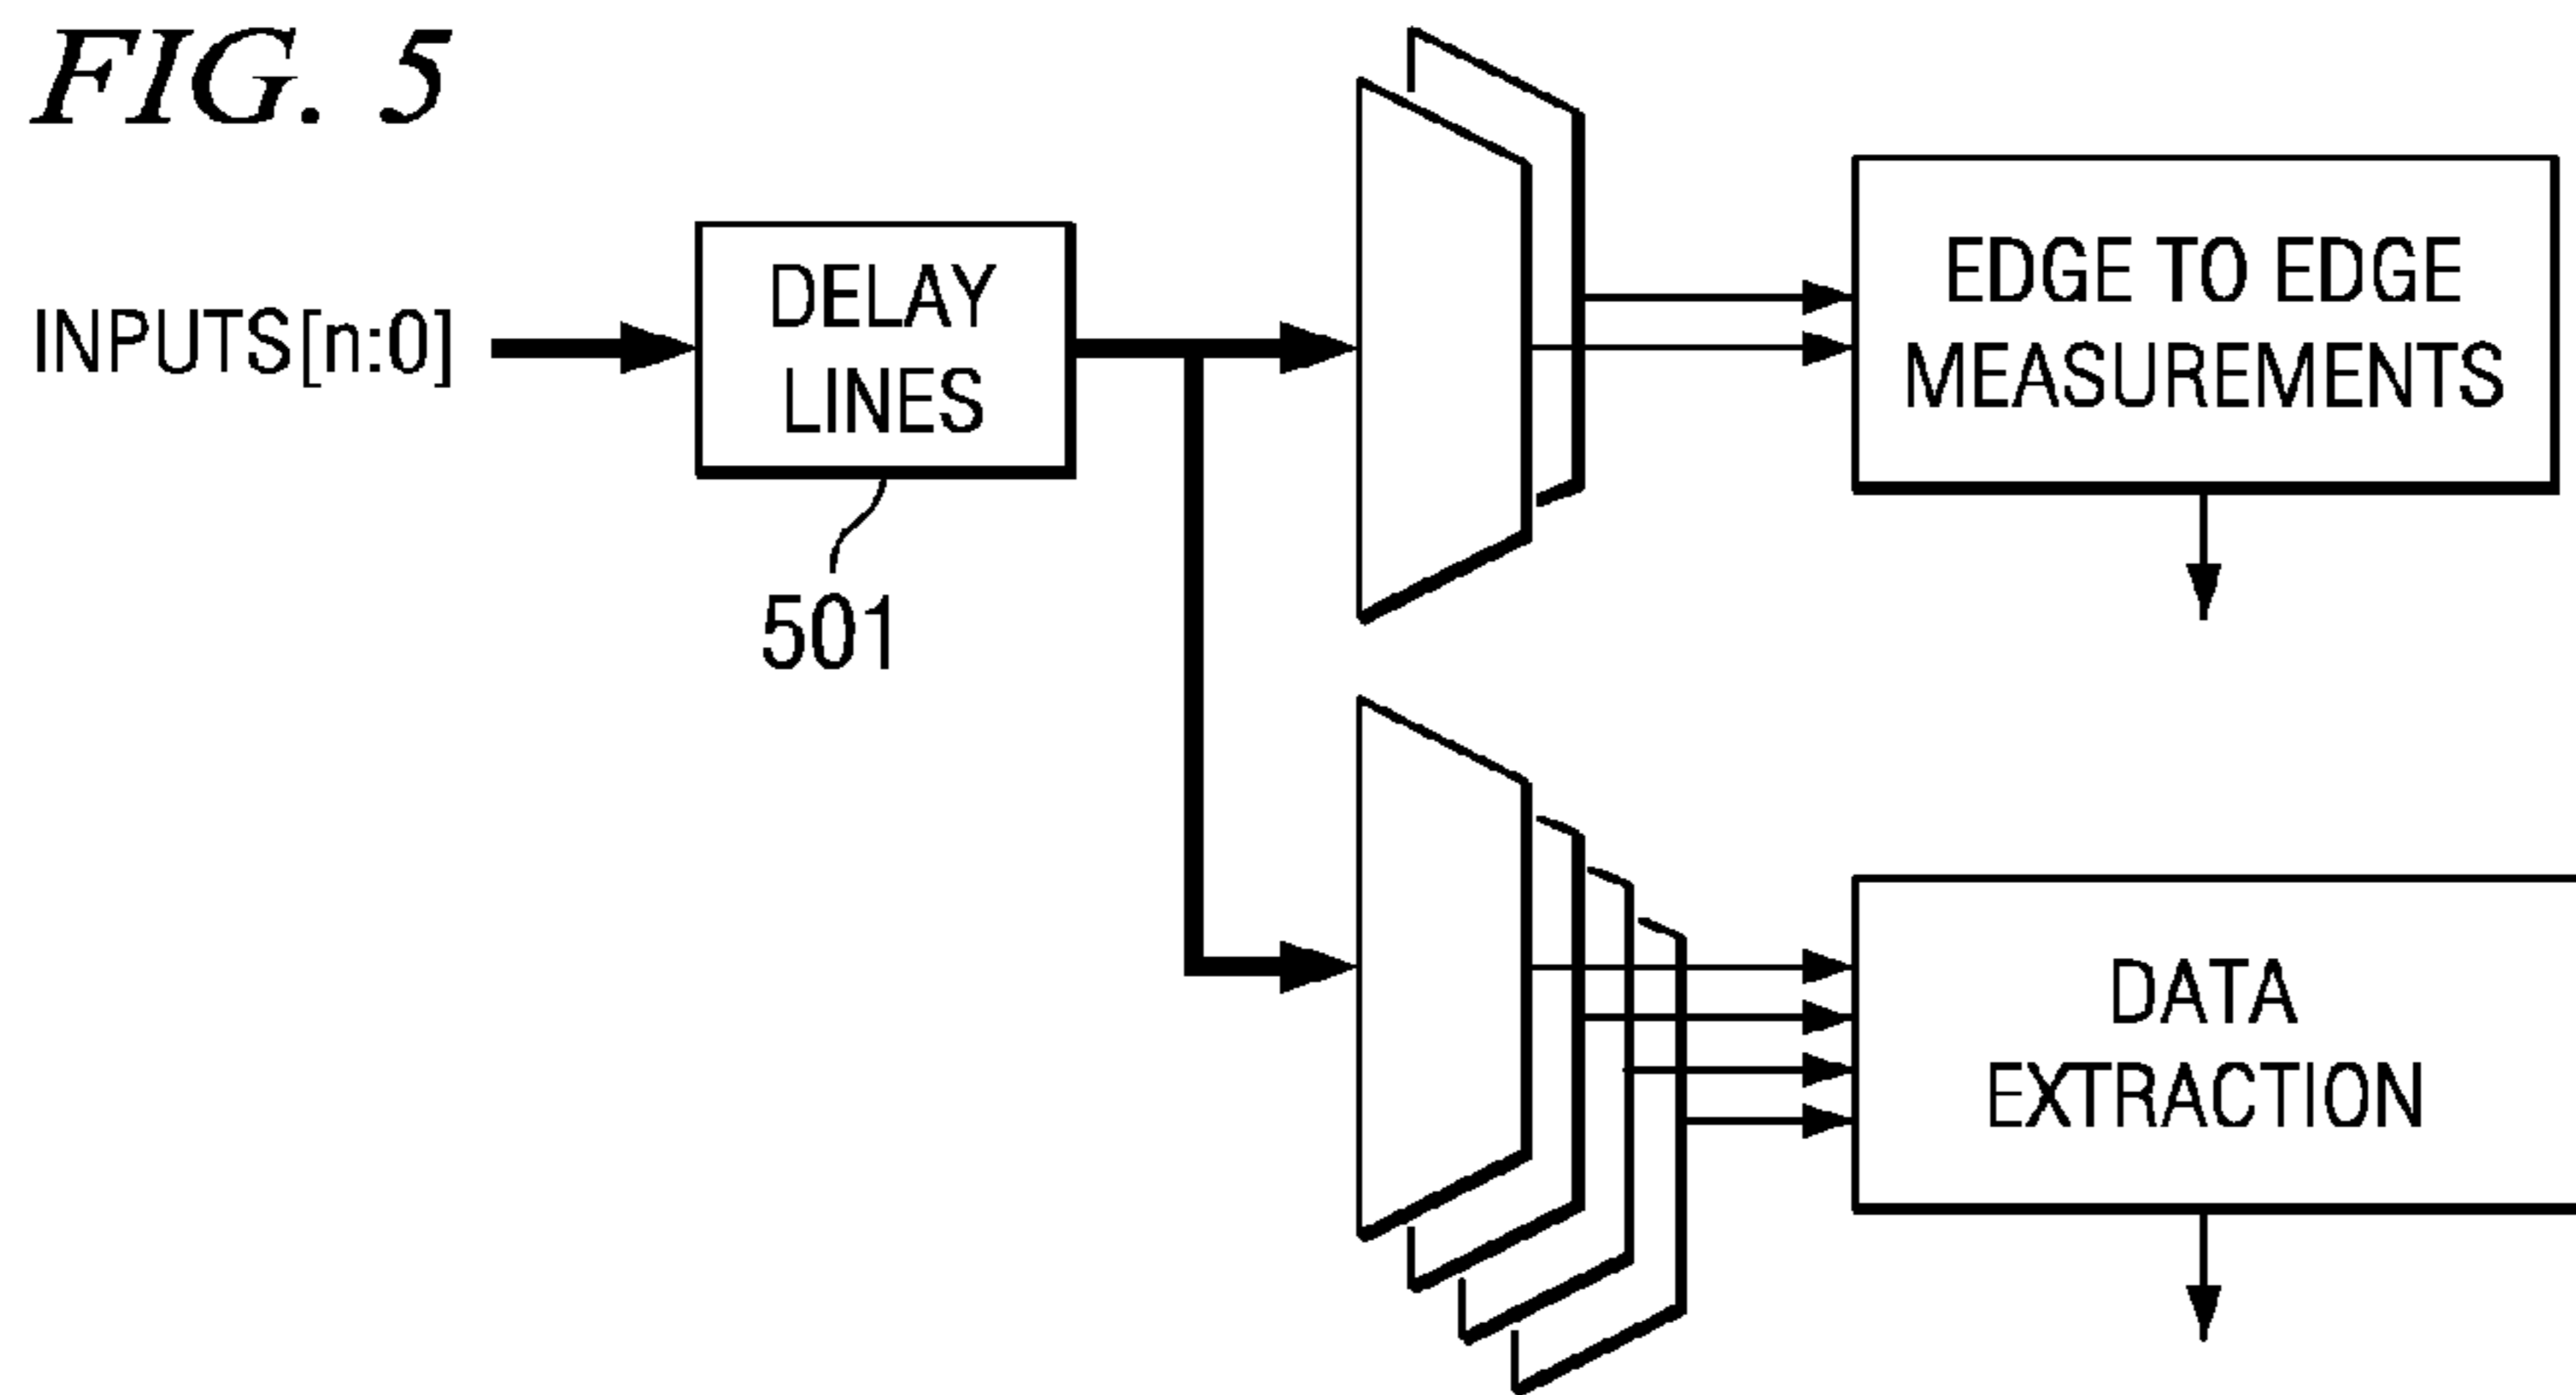 FIG. 5
INPUTS[n:0]
DELAY
LINES
501
EDGE TO EDGE
MEASUREMENTS
DATA
EXTRACTION